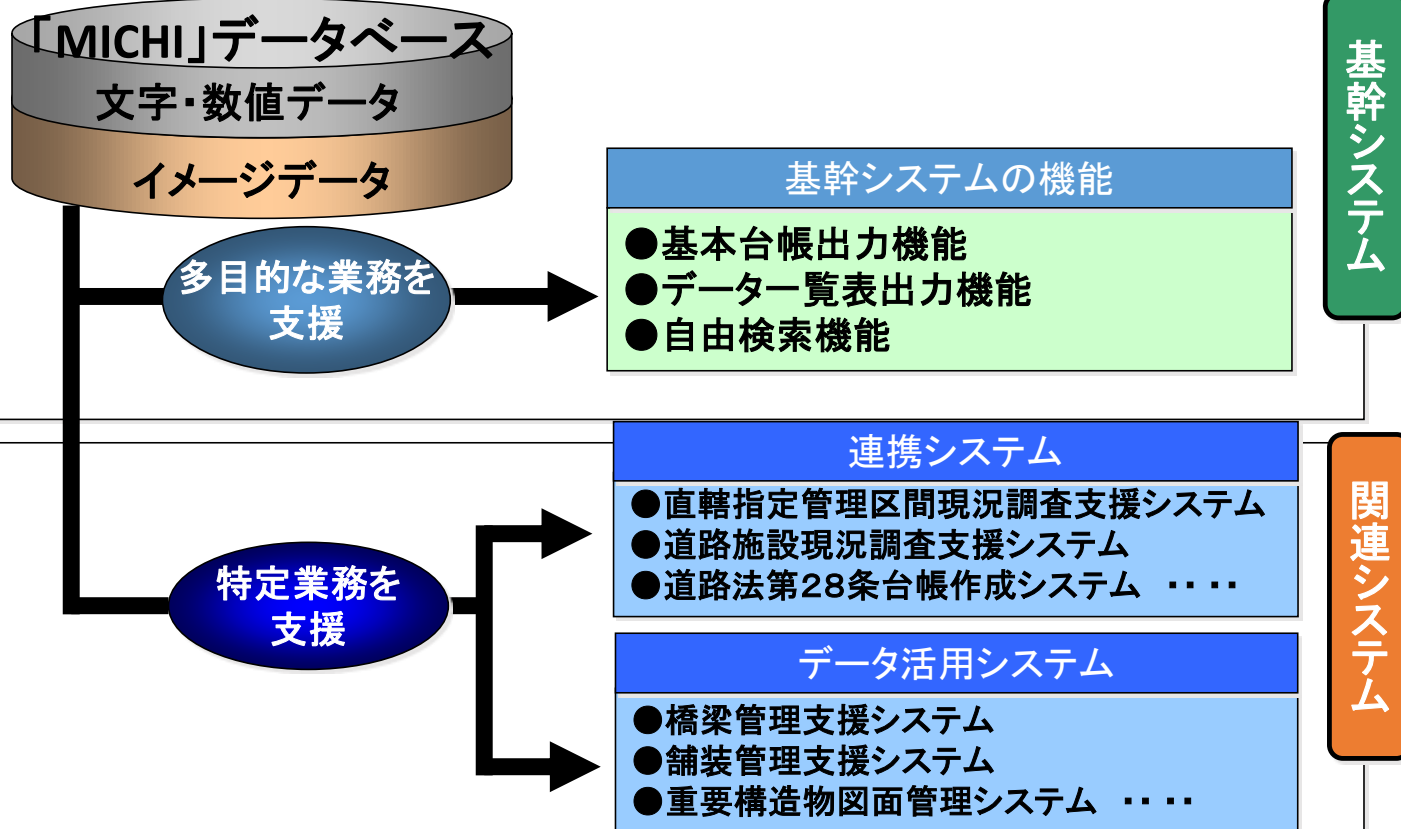 「MICHI」データベース
文字・数値データ
イメージデータ
基幹システム
基幹システムの機能
●基本台帳出力機能
●データ一覧表出力機能
●自由検索機能
多目的な業務を
支援
関連システム
連携システム
●直轄指定管理区間現況調査支援システム
●道路施設現況調査支援システム
●道路法第28条台帳作成システム ‥‥
特定業務を
支援
データ活用システム
●橋梁管理支援システム
●舗装管理支援システム
●重要構造物図面管理システム ‥‥